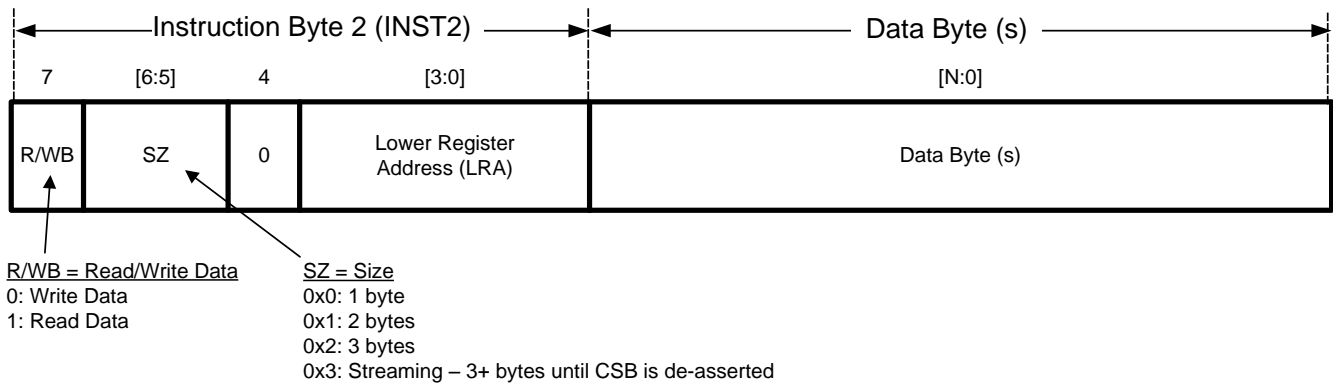 Instruction Byte 2 (INST2)
Data Byte (s)
7
[6:5]
4
[3:0]
[N:0]
R/WB
SZ
0
Lower Register
Address (LRA)
Data Byte (s)
R/WB = Read/Write Data
0: Write Data
1: Read Data
SZ = Size
0x0: 1 byte
0x1: 2 bytes
0x2: 3 bytes
0x3: Streaming – 3+ bytes until CSB is de-asserted